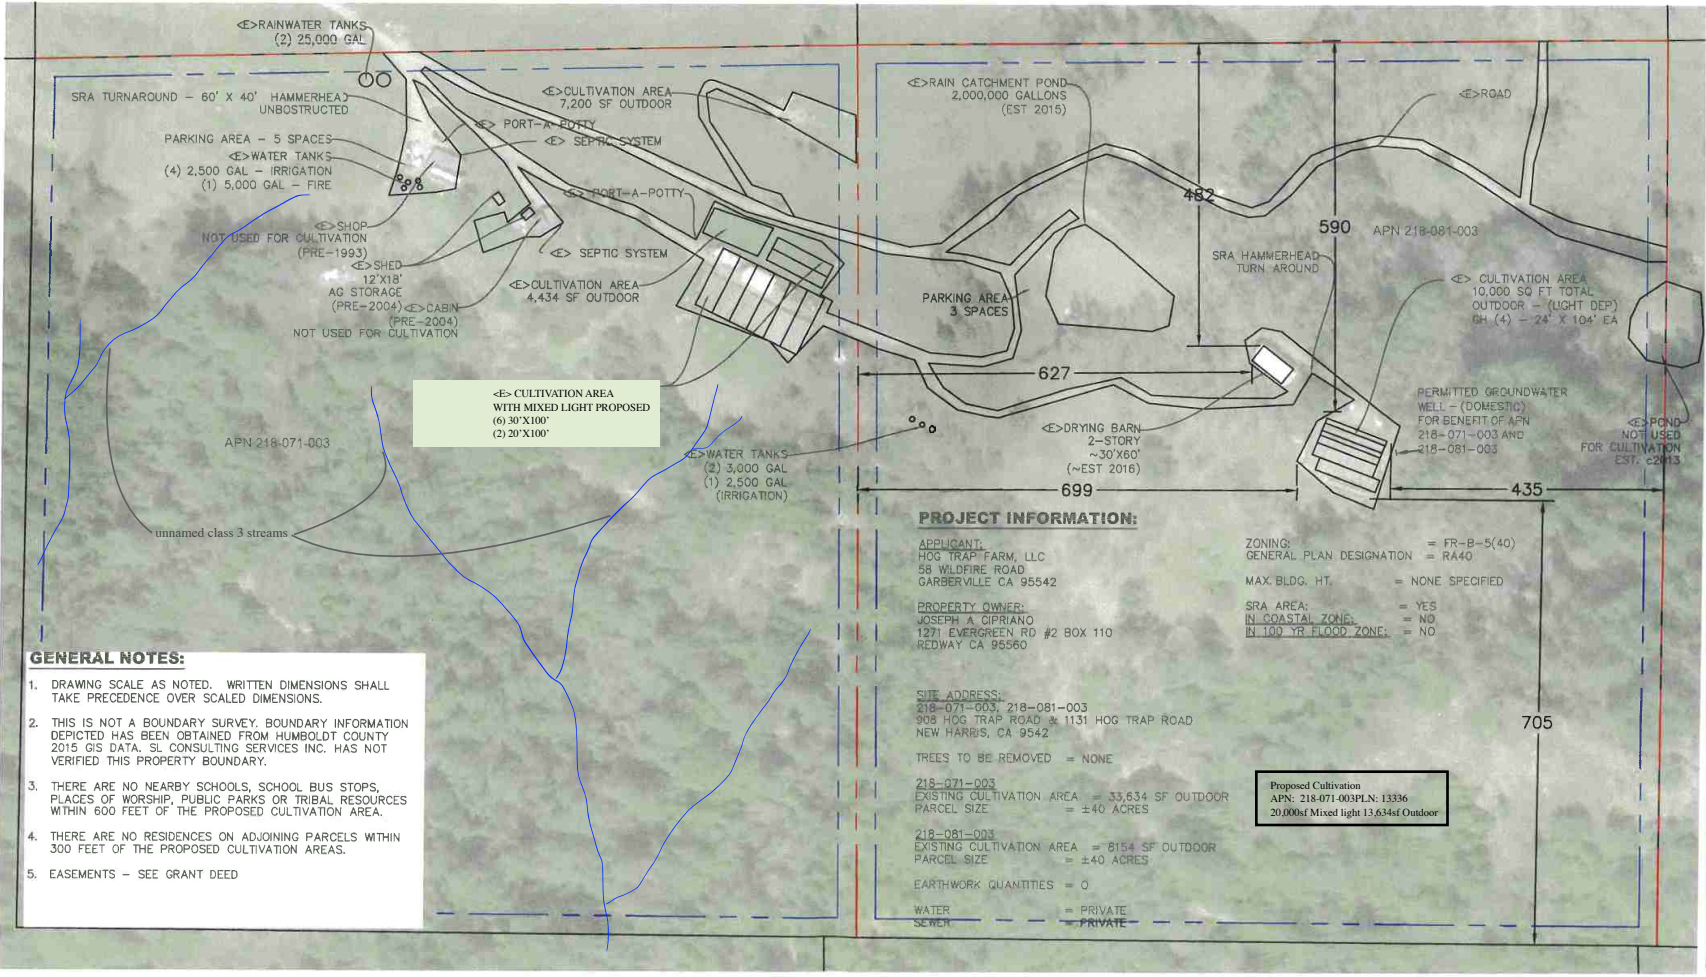 <E>RAINWATER TANKS
(2) 25,000 GAL
SRA TURNAROUND - 60' X 40' HAMMERHEAD
UNBOSTRUCTED
PARKING AREA - 5 SPACES
<E>WATER TANKS
(4) 2,500 GAL - IRRIGATION
(1) 5,000 GAL - FIRE
<E>SHOP
NOT USED FOR CULTIVATION
(PRE-1993)
<E>SHED
12'X18'
AG STORAGE
(PRE-2004)
<E>CABIN
(PRE-2004)
NOT USED FOR CULTIVATION
<E>CULTIVATION AREA
7,200 SF OUTDOOR
<E> PORT-A-POTTY
<E> SEPTIC SYSTEM
<E> PORT-A-POTTY
<E> SEPTIC SYSTEM
<E>CULTIVATION AREA
4,434 SF OUTDOOR
<E> CULTIVATION AREA
WITH MIXED LIGHT PROPOSED
(6) 30'X100'
(2) 20'X100'
APN 218-071-003
unnamed class 3 streams
<E>WATER TANKS
(2) 3,000 GAL
(1) 2,500 GAL
(IRRIGATION)
<E>RAIN CATCHMENT POND
2,000,000 GALLONS
(EST 2015)
<E>ROAD
482
590
APN 218-081-003
SRA HAMMERHEAD
TURN AROUND
PARKING AREA
3 SPACES
<E> CULTIVATION AREA
10,000 SQ FT TOTAL
OUTDOOR - (LIGHT DEP)
GH (4) - 24' X 104' EA
627
<E>DRYING BARN
2-STORY
~30'X60'
(~EST 2016)
PERMITTED GROUNDWATER
WELL - (DOMESTIC)
FOR BENEFIT OF APN
218-071-003 AND
218-081-003
<E>POND
NOT USED
FOR CULTIVATION
EST. c2013
699
435
705
PROJECT INFORMATION:
APPLICANT:
HOG TRAP FARM, LLC
58 WILDFIRE ROAD
GARBERVILLE CA 95542
PROPERTY OWNER:
JOSEPH A CIPRIANO
1271 EVERGREEN RD #2 BOX 110
REDWAY CA 95560
SITE ADDRESS:
218-071-003, 218-081-003
908 HOG TRAP ROAD & 1131 HOG TRAP ROAD
NEW HARRIS, CA 9542
TREES TO BE REMOVED = NONE
218-071-003
EXISTING CULTIVATION AREA = 33,634 SF OUTDOOR
PARCEL SIZE = ±40 ACRES
218-081-003
EXISTING CULTIVATION AREA = 8154 SF OUTDOOR
PARCEL SIZE = ±40 ACRES
EARTHWORK QUANTITIES = 0
WATER = PRIVATE
SEWER = PRIVATE
ZONING: = FR-B-5(40)
GENERAL PLAN DESIGNATION = RA40
MAX. BLDG. HT. = NONE SPECIFIED
SRA AREA: = YES
IN COASTAL ZONE: = NO
IN 100 YR FLOOD ZONE: = NO
Proposed Cultivation
APN: 218-071-003PLN: 13336
20,000sf Mixed light 13,634sf Outdoor
GENERAL NOTES:
1. DRAWING SCALE AS NOTED. WRITTEN DIMENSIONS SHALL
TAKE PRECEDENCE OVER SCALED DIMENSIONS.
2. THIS IS NOT A BOUNDARY SURVEY. BOUNDARY INFORMATION
DEPICTED HAS BEEN OBTAINED FROM HUMBOLDT COUNTY
2015 GIS DATA. SL CONSULTING SERVICES INC. HAS NOT
VERIFIED THIS PROPERTY BOUNDARY.
3. THERE ARE NO NEARBY SCHOOLS, SCHOOL BUS STOPS,
PLACES OF WORSHIP, PUBLIC PARKS OR TRIBAL RESOURCES
WITHIN 600 FEET OF THE PROPOSED CULTIVATION AREA.
4. THERE ARE NO RESIDENCES ON ADJOINING PARCELS WITHIN
300 FEET OF THE PROPOSED CULTIVATION AREAS.
5. EASEMENTS - SEE GRANT DEED